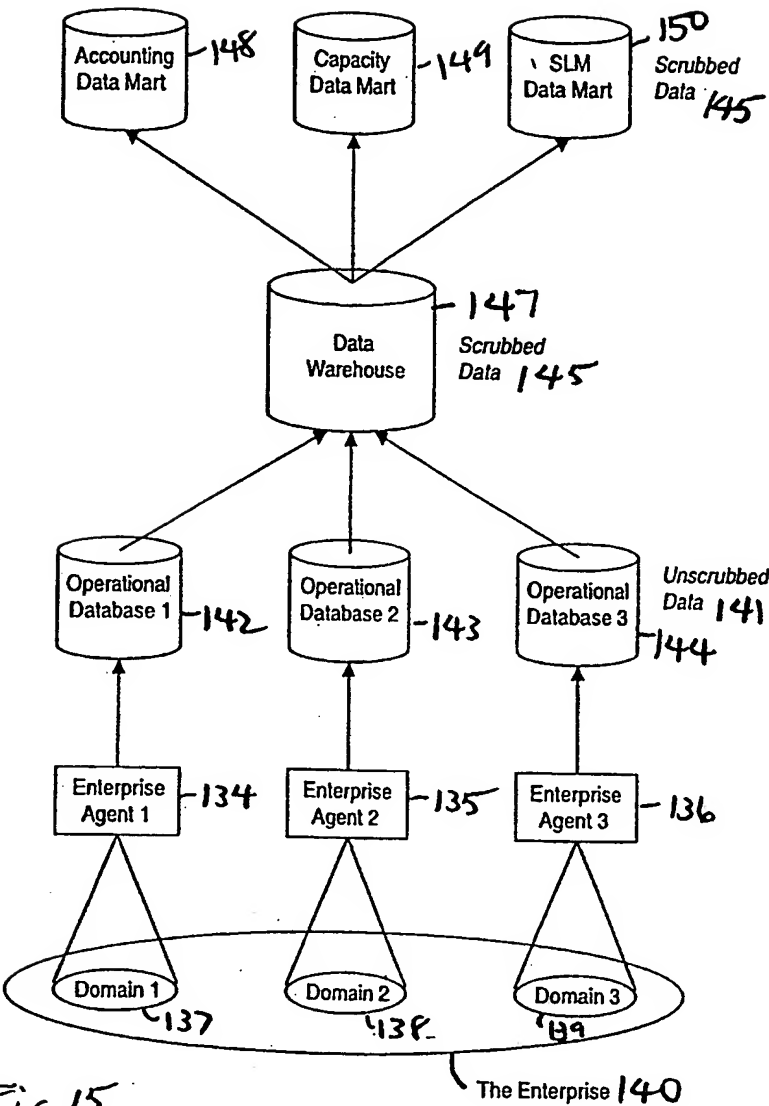 Accounting
Data Mart
148
Capacity
Data Mart
149
SLM
Data Mart
150
Scrubbed
Data 145
Data
Warehouse
147
Scrubbed
Data 145
Operational
Database 1
142
Operational
Database 2
143
Operational
Database 3
144
Unscrubbed
Data 141
Enterprise
Agent 1
134
Enterprise
Agent 2
135
Enterprise
Agent 3
136
Domain 1
137
Domain 2
138
Domain 3
139
The Enterprise 140
Fig 15